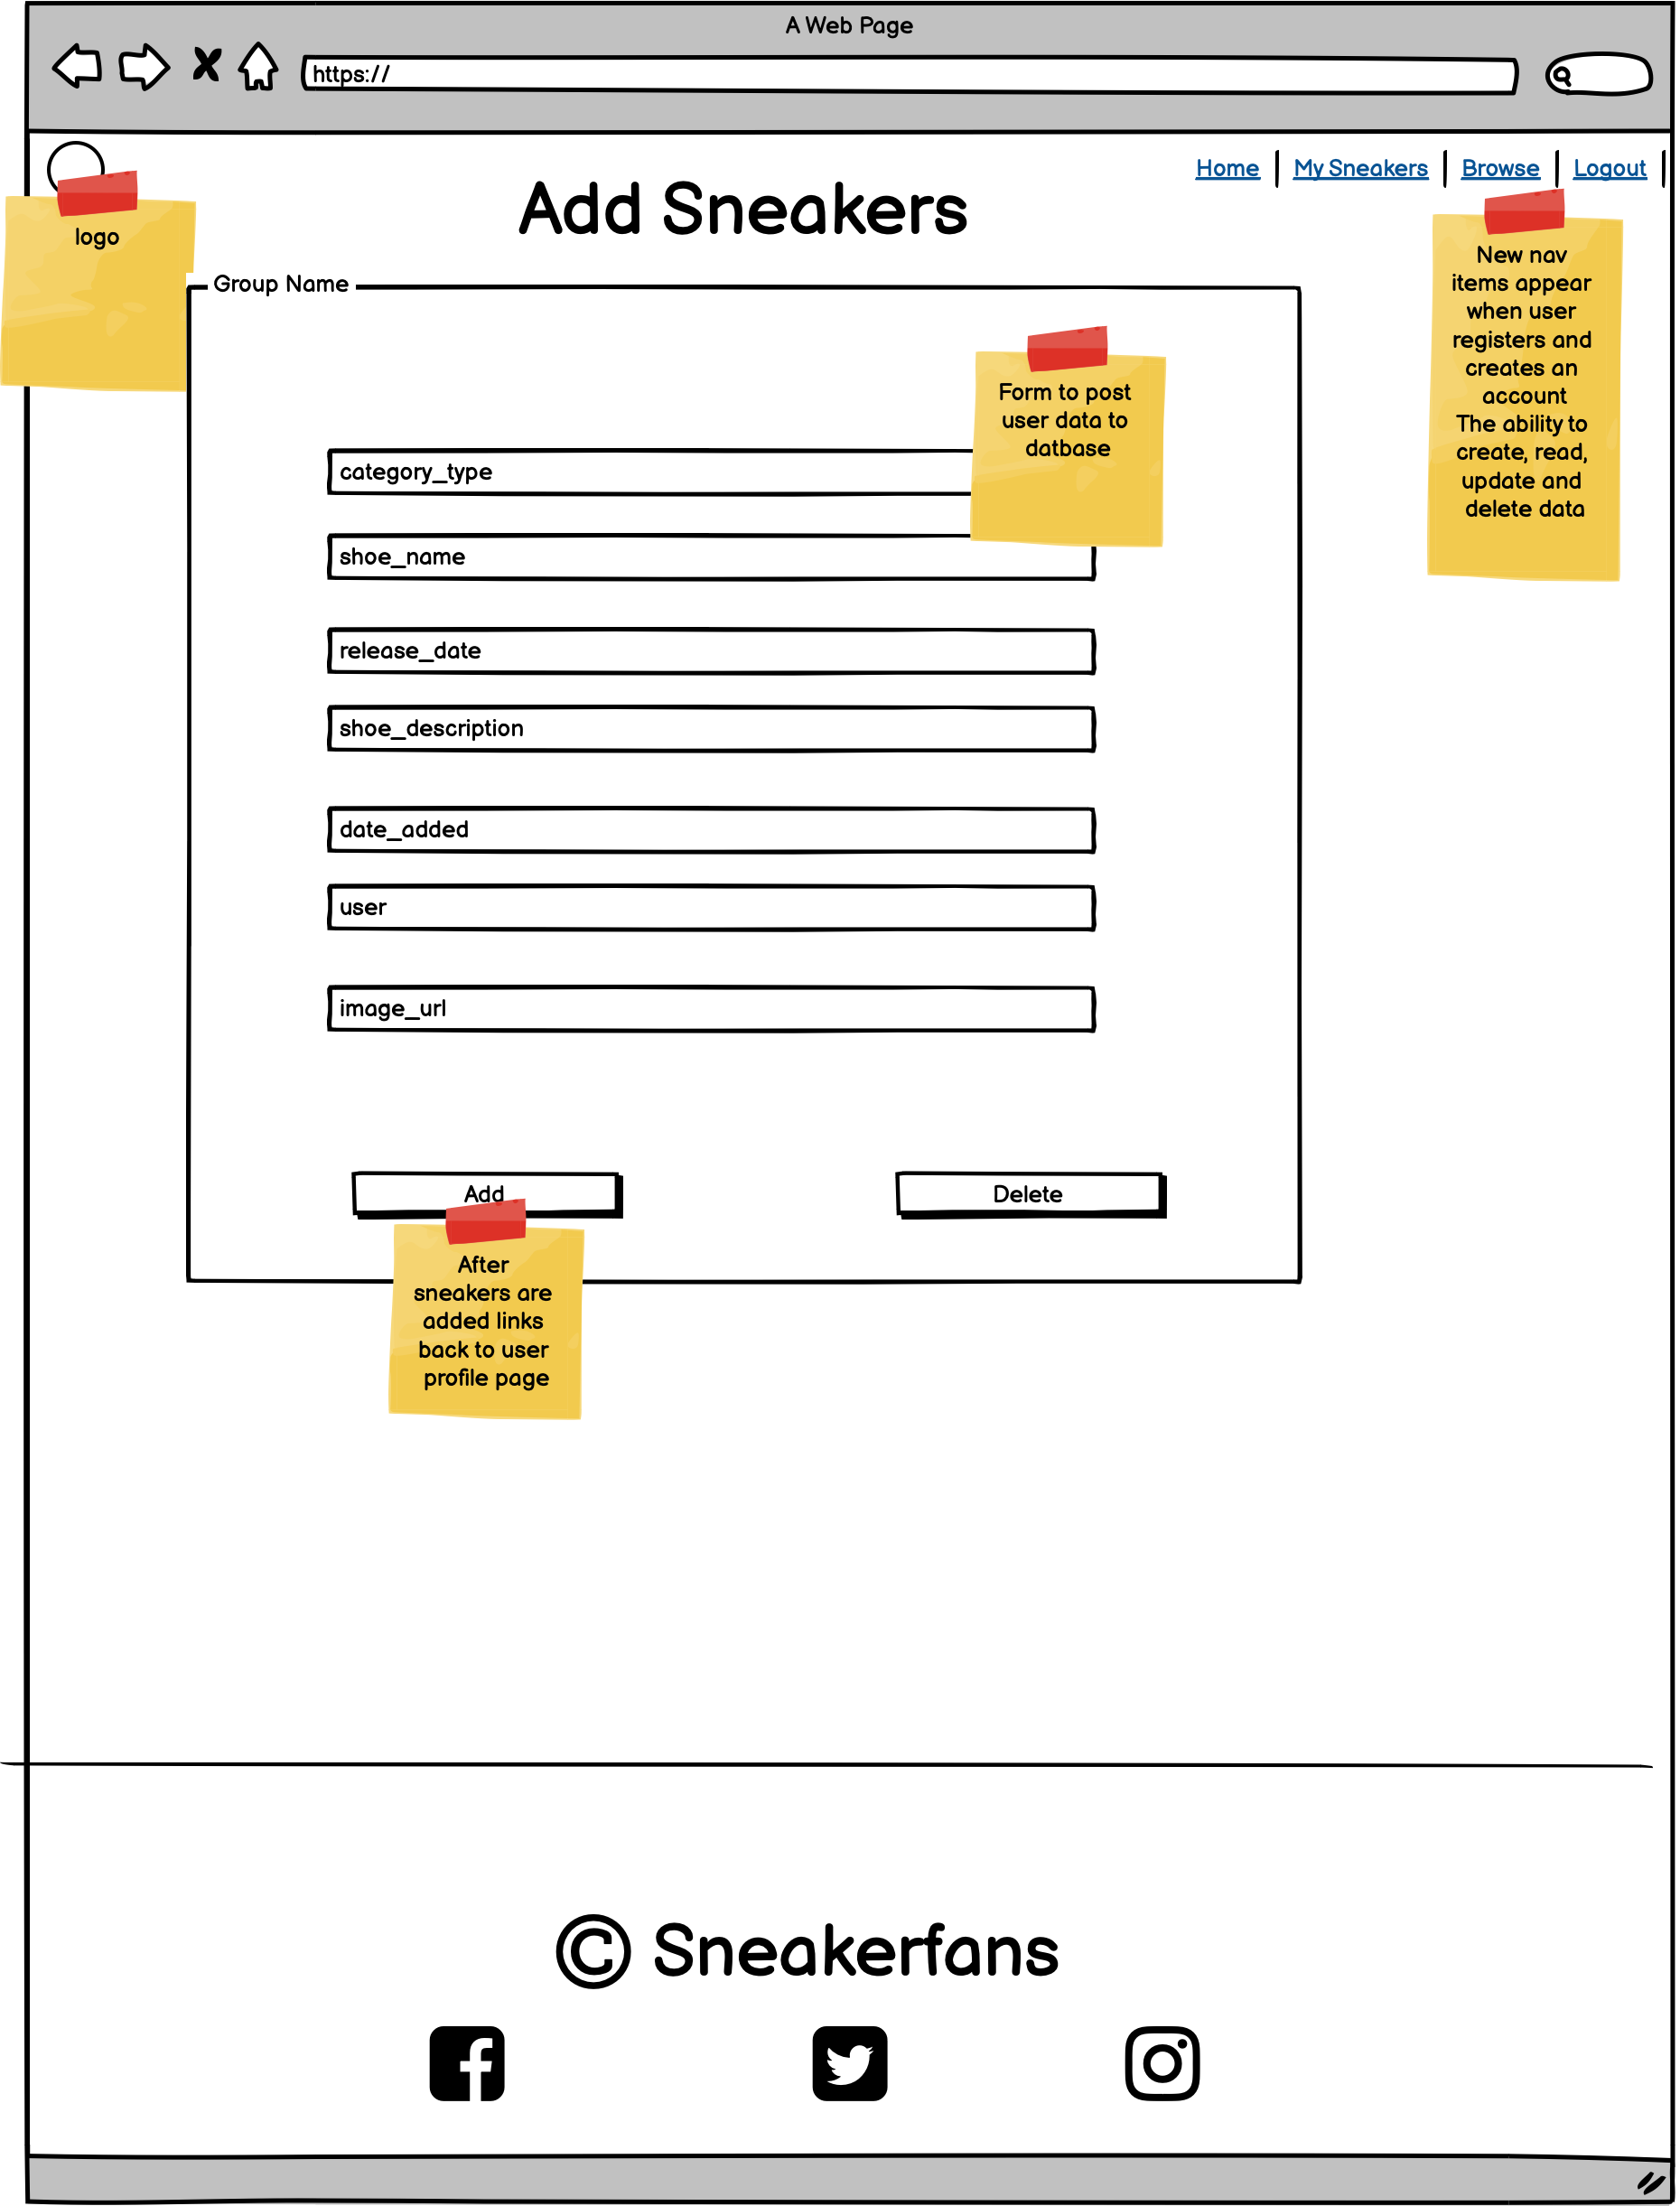 A Web Page
https://
Home
My Sneakers
Browse
Logout
Add Sneakers
logo
New nav
items appear
when user
registers and
creates an
account
The ability to
create, read,
update and
delete data
Group Name
Form to post
user data to
datbase
category_type
shoe_name
release_date
shoe_description
date_added
user
image_url
Add
Delete
After
sneakers are
added links
back to user
profile page
© Sneakerfans